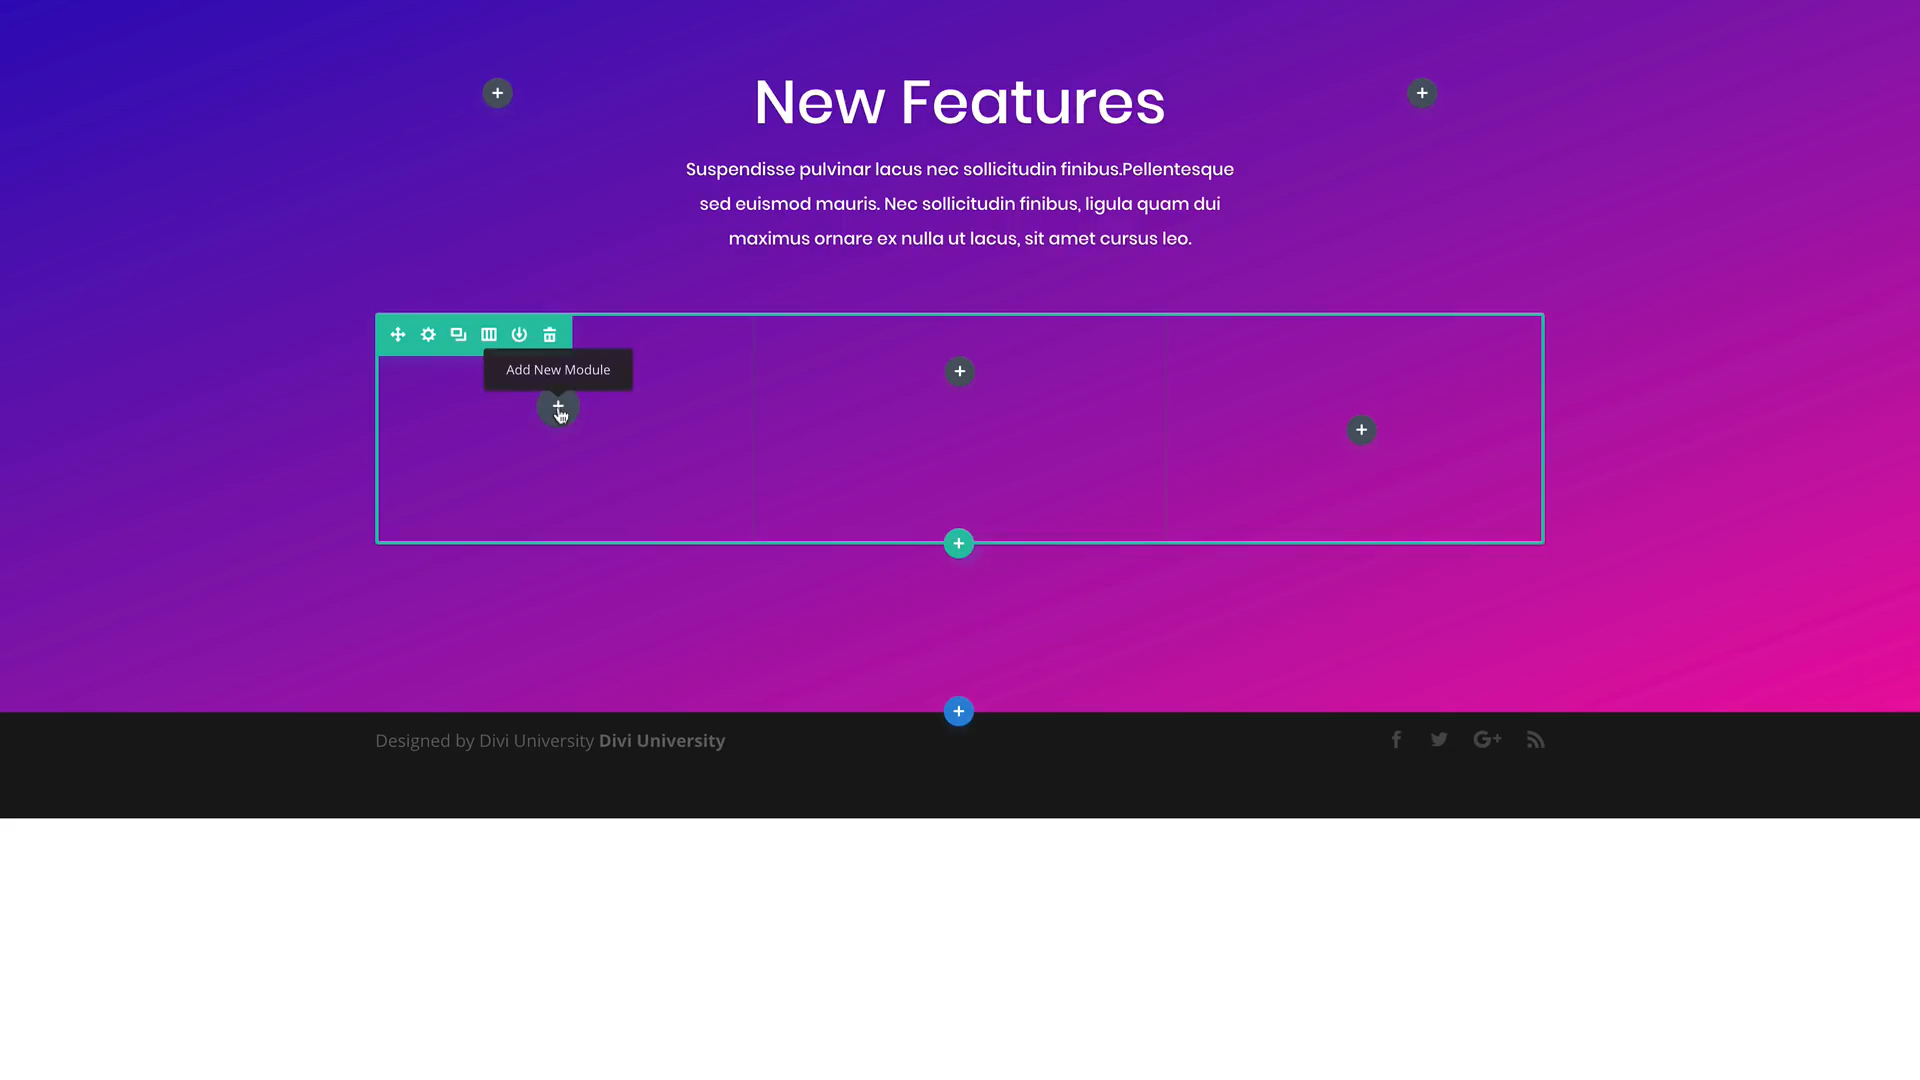 New Features
Suspendisse pulvinar lacus nec sollicitudin finibus.Pellentesque
sed euismod mauris. Nec sollicitudin finibus, ligula quam dui
maximus ornare ex nulla ut lacus, sit amet cursus leo.
Add New Module
Designed by Divi University Divi University